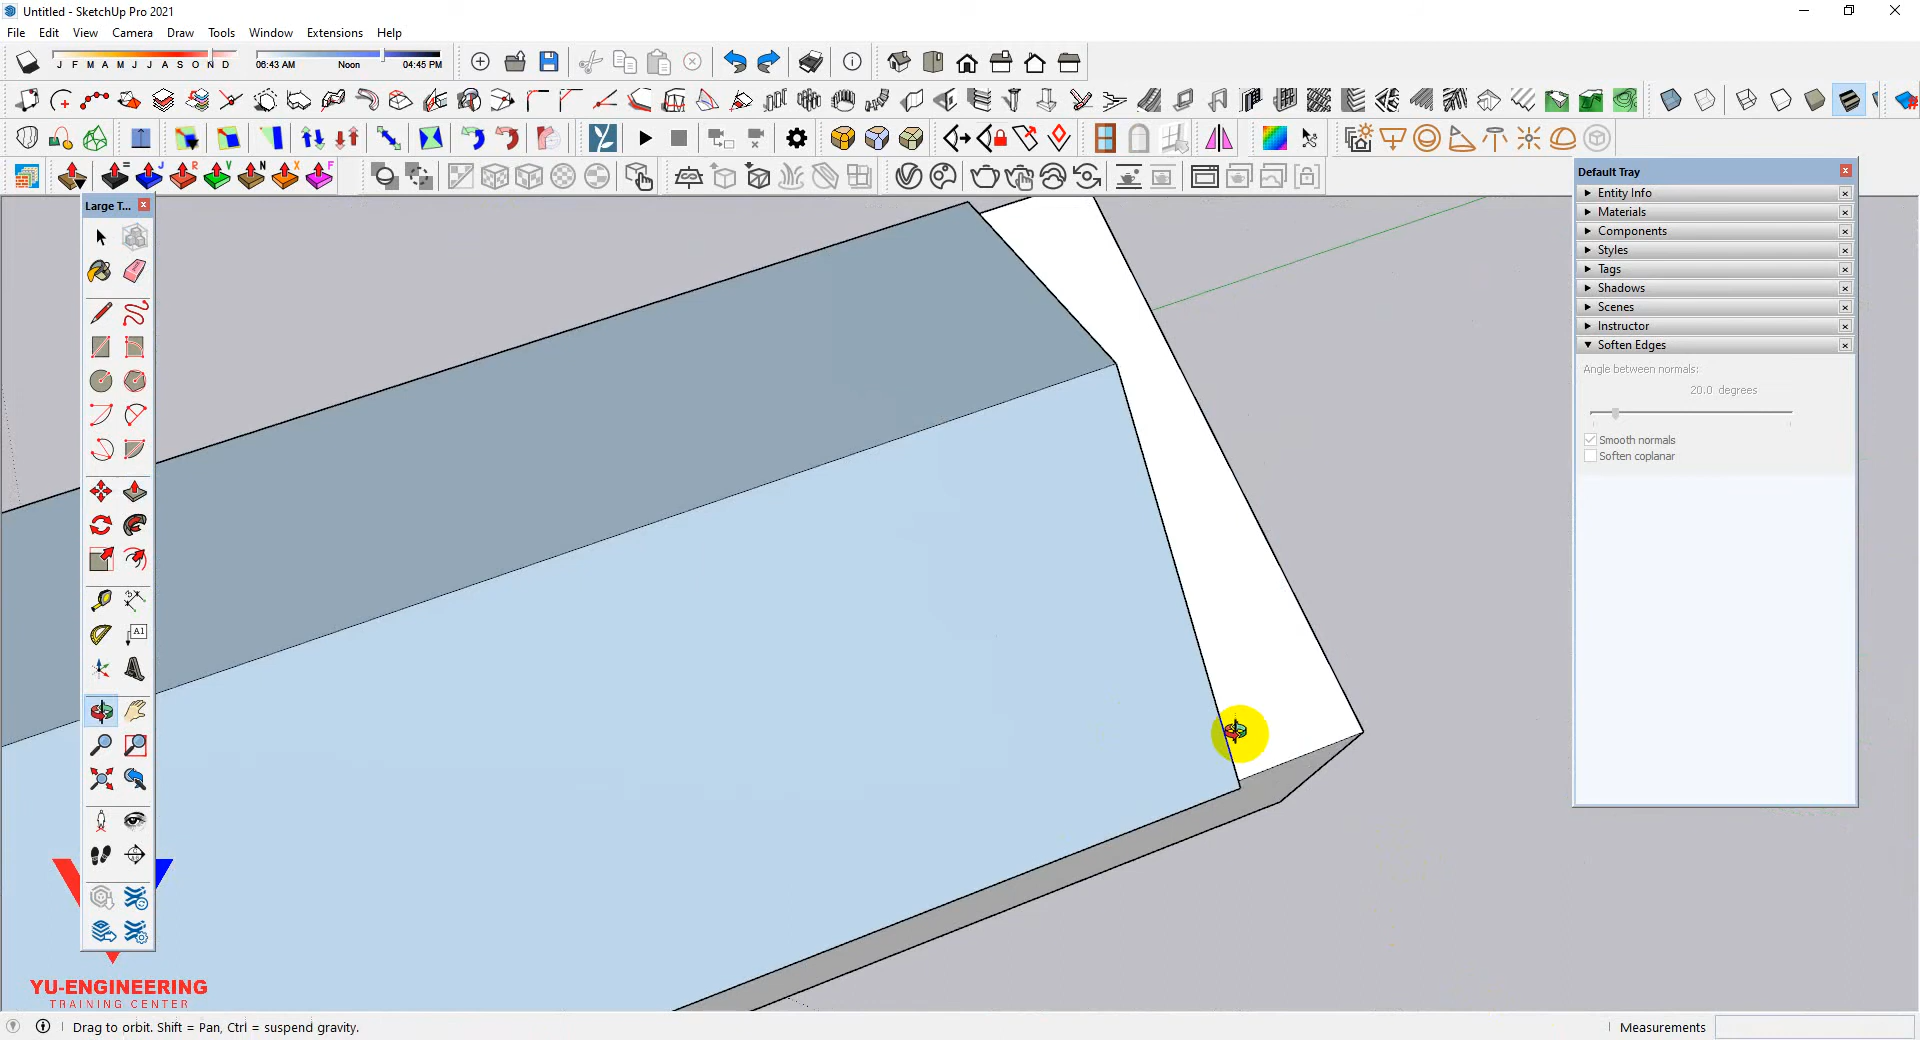 Untitled - SketchUp Pro 2021
File Edit View Camera Draw Tools Window Extensions Help
J F M A M J J A S O N D
06:43 AM Noon 04:45 PM
= J R V N X F
Default Tray
Entity Info
Materials
Components
Styles
Tags
Shadows
Scenes
Instructor
Soften Edges
Angle between normals:
20.0 degrees
Smooth normals
Soften coplanar
Large T...
A1
YU-ENGINEERING
TRAINING CENTER
Drag to orbit. Shift = Pan, Ctrl = suspend gravity.
Measurements